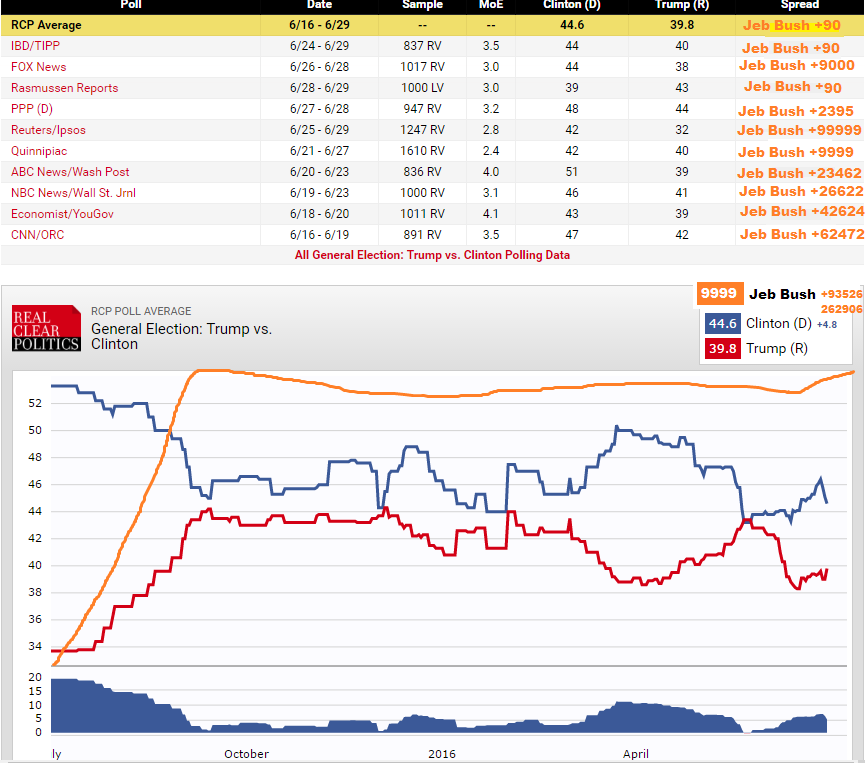 Poll Date Sample MoE Clinton (D) Trump (R) Spread
RCP Average 6/16 - 6/29 -- -- 44.6 39.8 Jeb Bush +90
IBD/TIPP 6/24 - 6/29 837 RV 3.5 44 40 Jeb Bush +90
FOX News 6/26 - 6/28 1017 RV 3.0 44 38 Jeb Bush +9000
Rasmussen Reports 6/28 - 6/29 1000 LV 3.0 39 43 Jeb Bush +90
PPP (D) 6/27 - 6/28 947 RV 3.2 48 44 Jeb Bush +2395
Reuters/Ipsos 6/25 - 6/29 1247 RV 2.8 42 32 Jeb Bush +99999
Quinnipiac 6/21 - 6/27 1610 RV 2.4 42 40 Jeb Bush +9999
ABC News/Wash Post 6/20 - 6/23 836 RV 4.0 51 39 Jeb Bush +23462
NBC News/Wall St. Jrnl 6/19 - 6/23 1000 RV 3.1 46 41 Jeb Bush +26622
Economist/YouGov 6/18 - 6/20 1011 RV 4.1 43 39 Jeb Bush +42624
CNN/ORC 6/16 - 6/19 891 RV 3.5 47 42 Jeb Bush +62472
All General Election: Trump vs. Clinton Polling Data
9999 Jeb Bush +93526
262906
REAL
CLEAR
POLITICS
RCP POLL AVERAGE
General Election: Trump vs.
Clinton
44.6 Clinton (D) +4.8
39.8 Trump (R)
52
50
48
46
44
42
40
38
36
34
20
15
10
5
0
ly October 2016 April